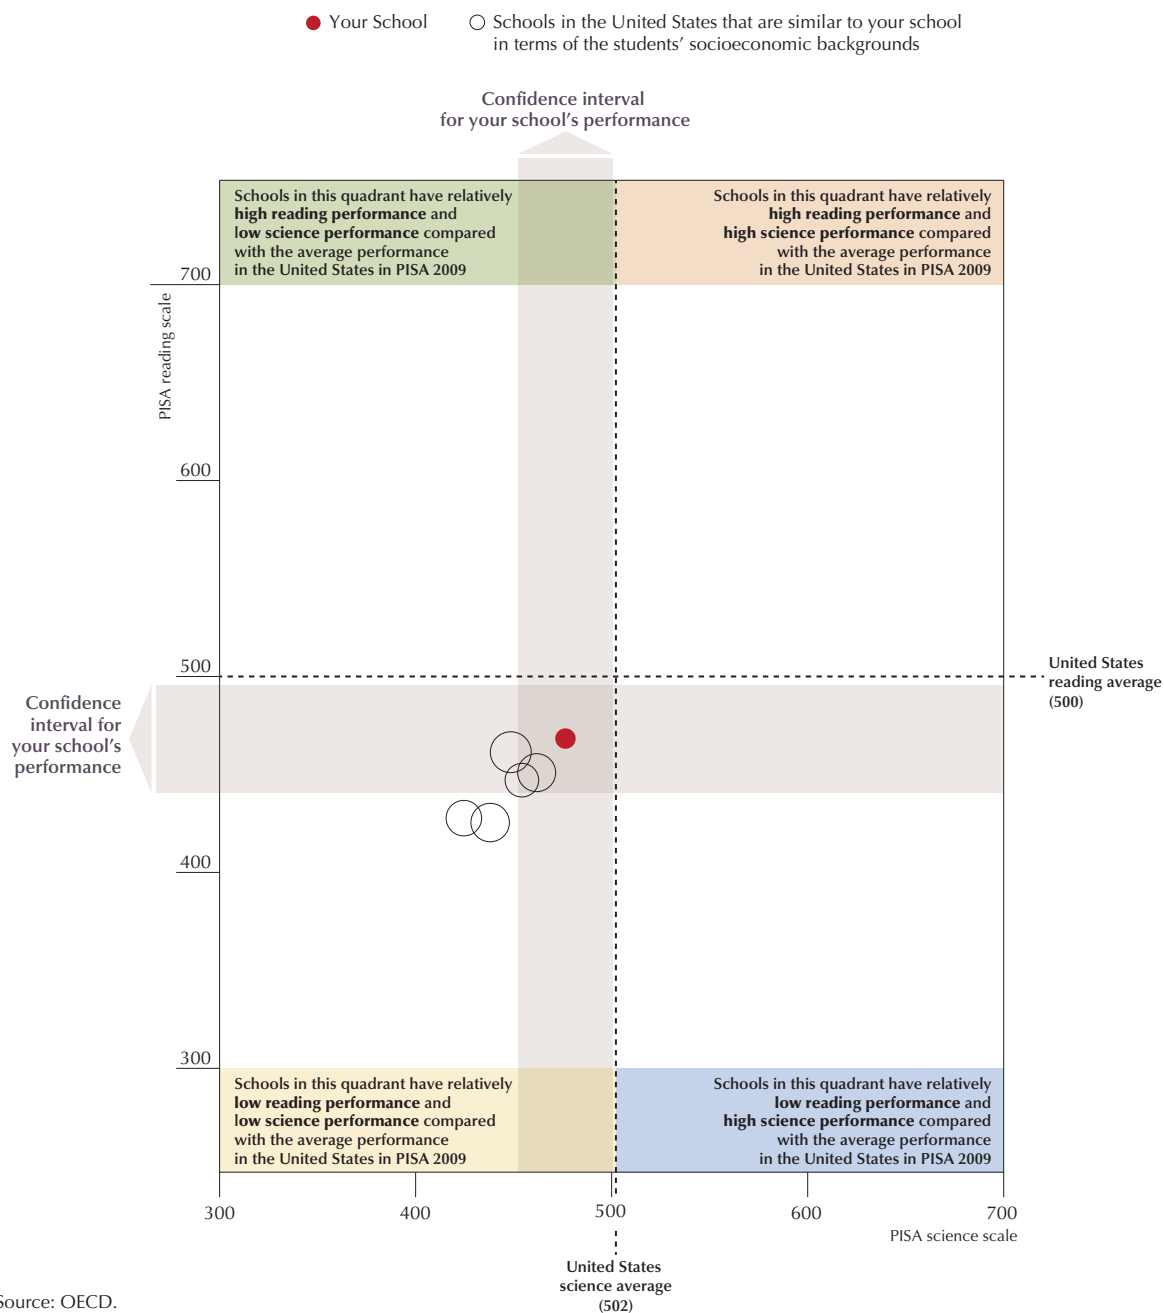 Your School
Schools in the United States that are similar to your school
in terms of the students’ socioeconomic backgrounds
Confidence interval
for your school’s performance
Schools in this quadrant have relatively
high reading performance and
low science performance compared
with the average performance
in the United States in PISA 2009
Schools in this quadrant have relatively
high reading performance and
high science performance compared
with the average performance
in the United States in PISA 2009
700
PISA reading scale
600
500
United States
reading average
(500)
Confidence
interval for
your school’s
performance
400
300
Schools in this quadrant have relatively
low reading performance and
low science performance compared
with the average performance
in the United States in PISA 2009
Schools in this quadrant have relatively
low reading performance and
high science performance compared
with the average performance
in the United States in PISA 2009
300
400
500
600
700
PISA science scale
United States
science average
(502)
Source: OECD.